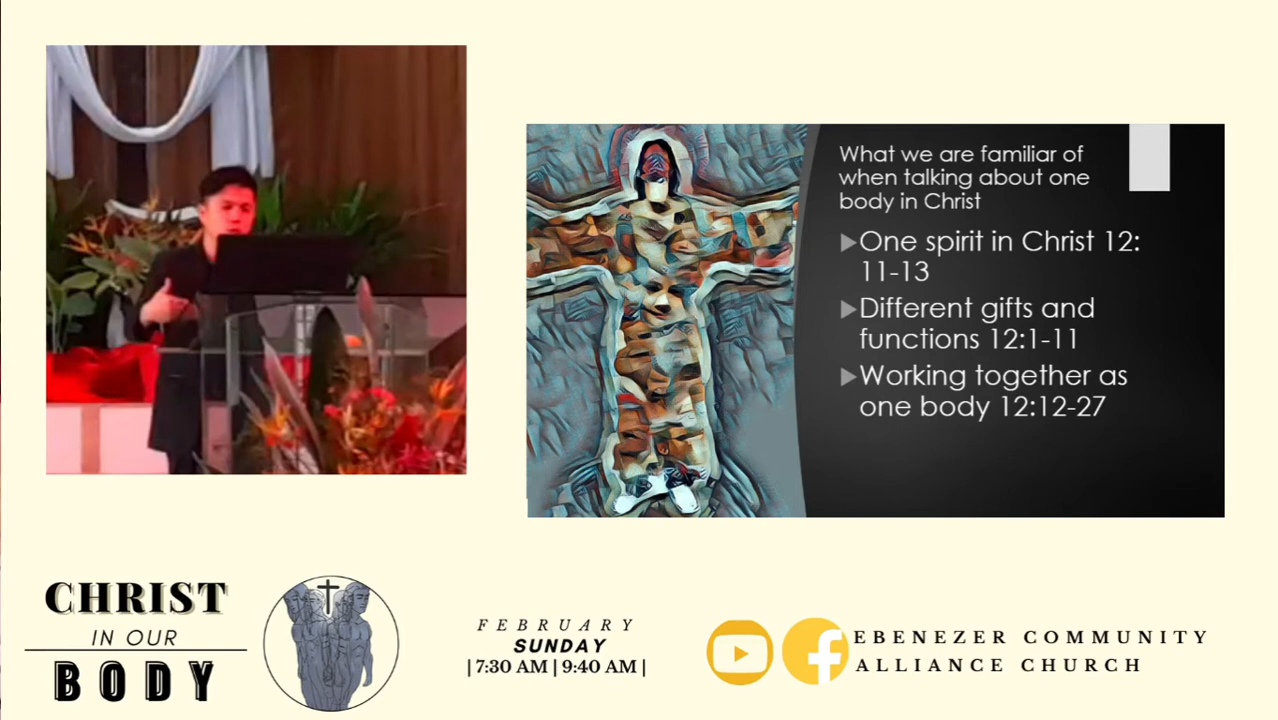 What we are familiar of
when talking about one
body in Christ
One spirit in Christ 12:
11-13
Different gifts and
functions 12:1-11
Working together as
one body 12:12-27
CHRIST
IN OUR
BODY
FEBRUARY
SUNDAY
| 7:30 AM | 9:40 AM |
EBENEZER COMMUNITY
ALLIANCE CHURCH